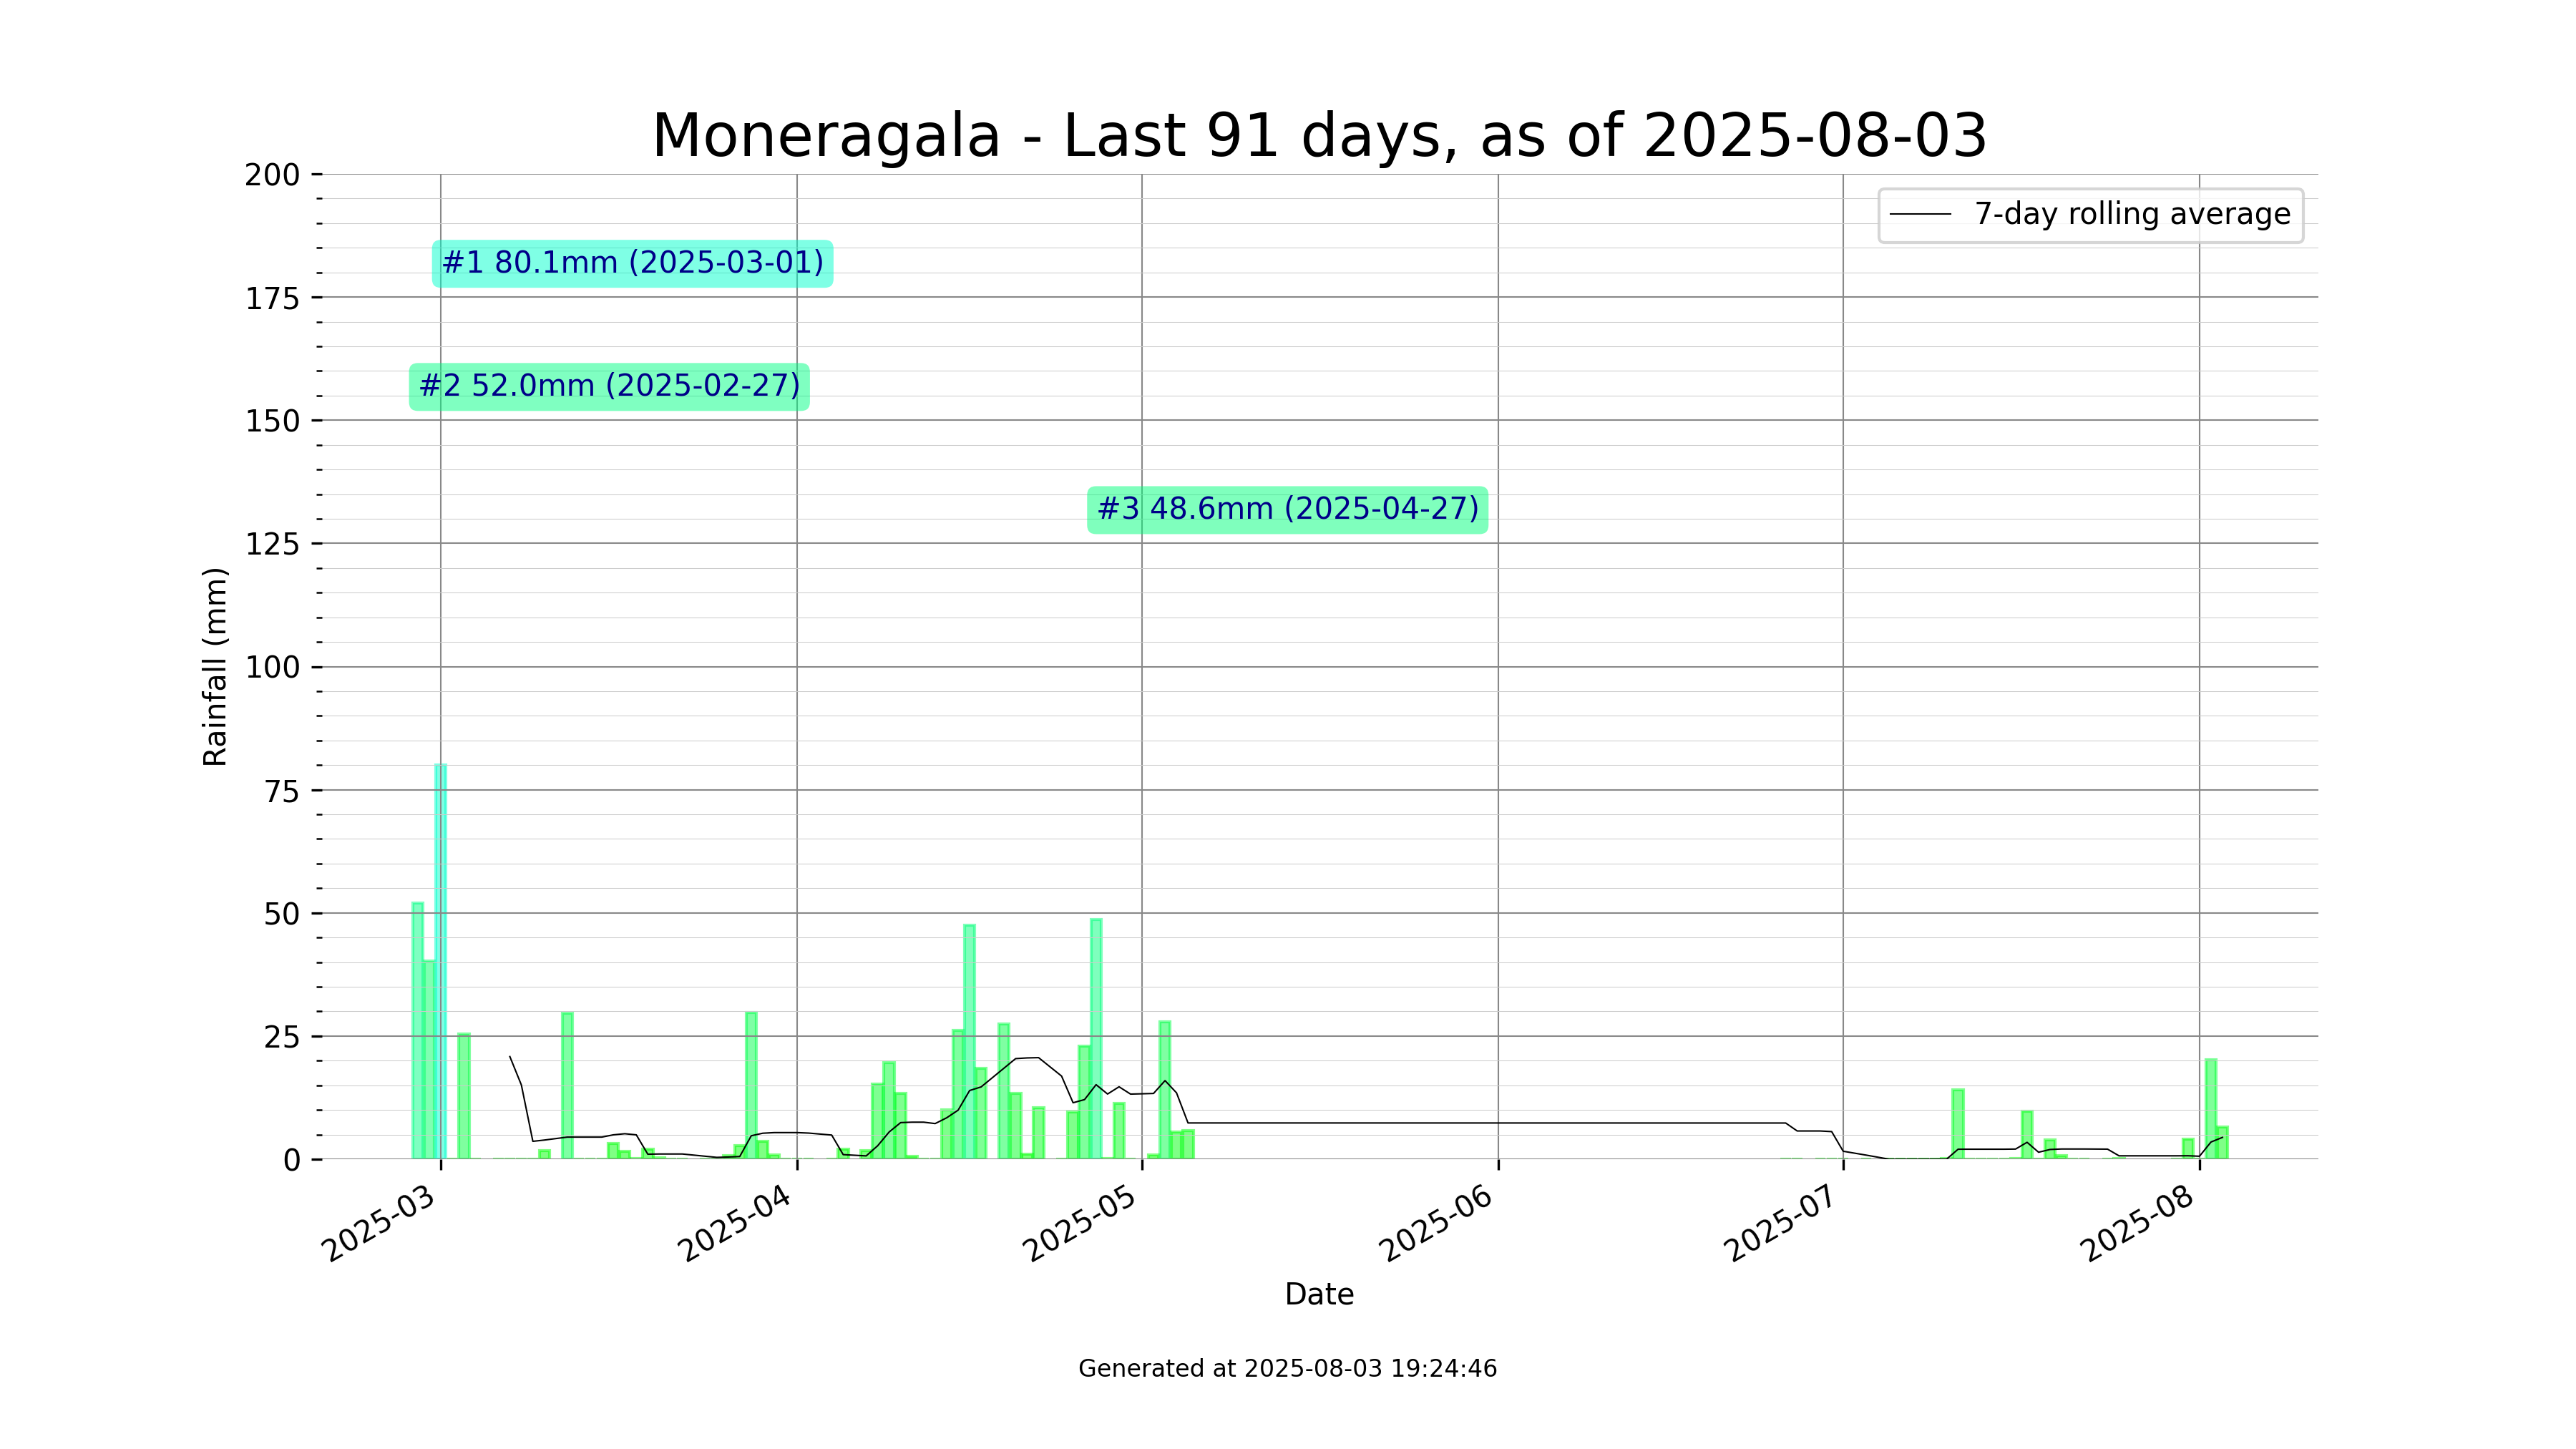 Moneragala - Last 91 days, as of 2025-08-03
7-day rolling average
#1 80.1mm (2025-03-01)
#2 52.0mm (2025-02-27)
#3 48.6mm (2025-04-27)
Rainfall (mm)
200
175
150
125
100
75
50
25
0
2025-03
2025-04
2025-05
2025-06
2025-07
2025-08
Date
Generated at 2025-08-03 19:24:46